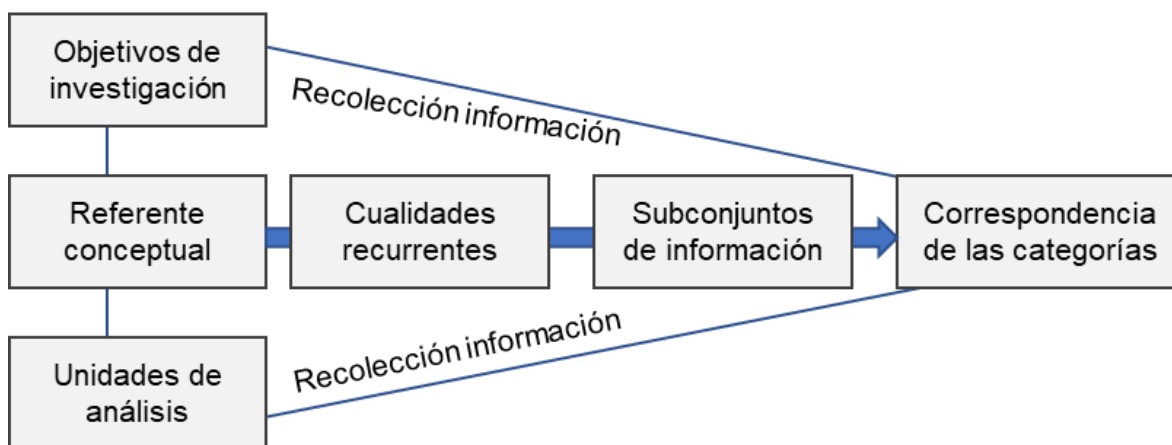 Objetivos de
investigación
Recolección información
Referente
conceptual
Cualidades
recurrentes
Subconjuntos
de información
Correspondencia
de las categorías
Recolección información
Unidades de
análisis